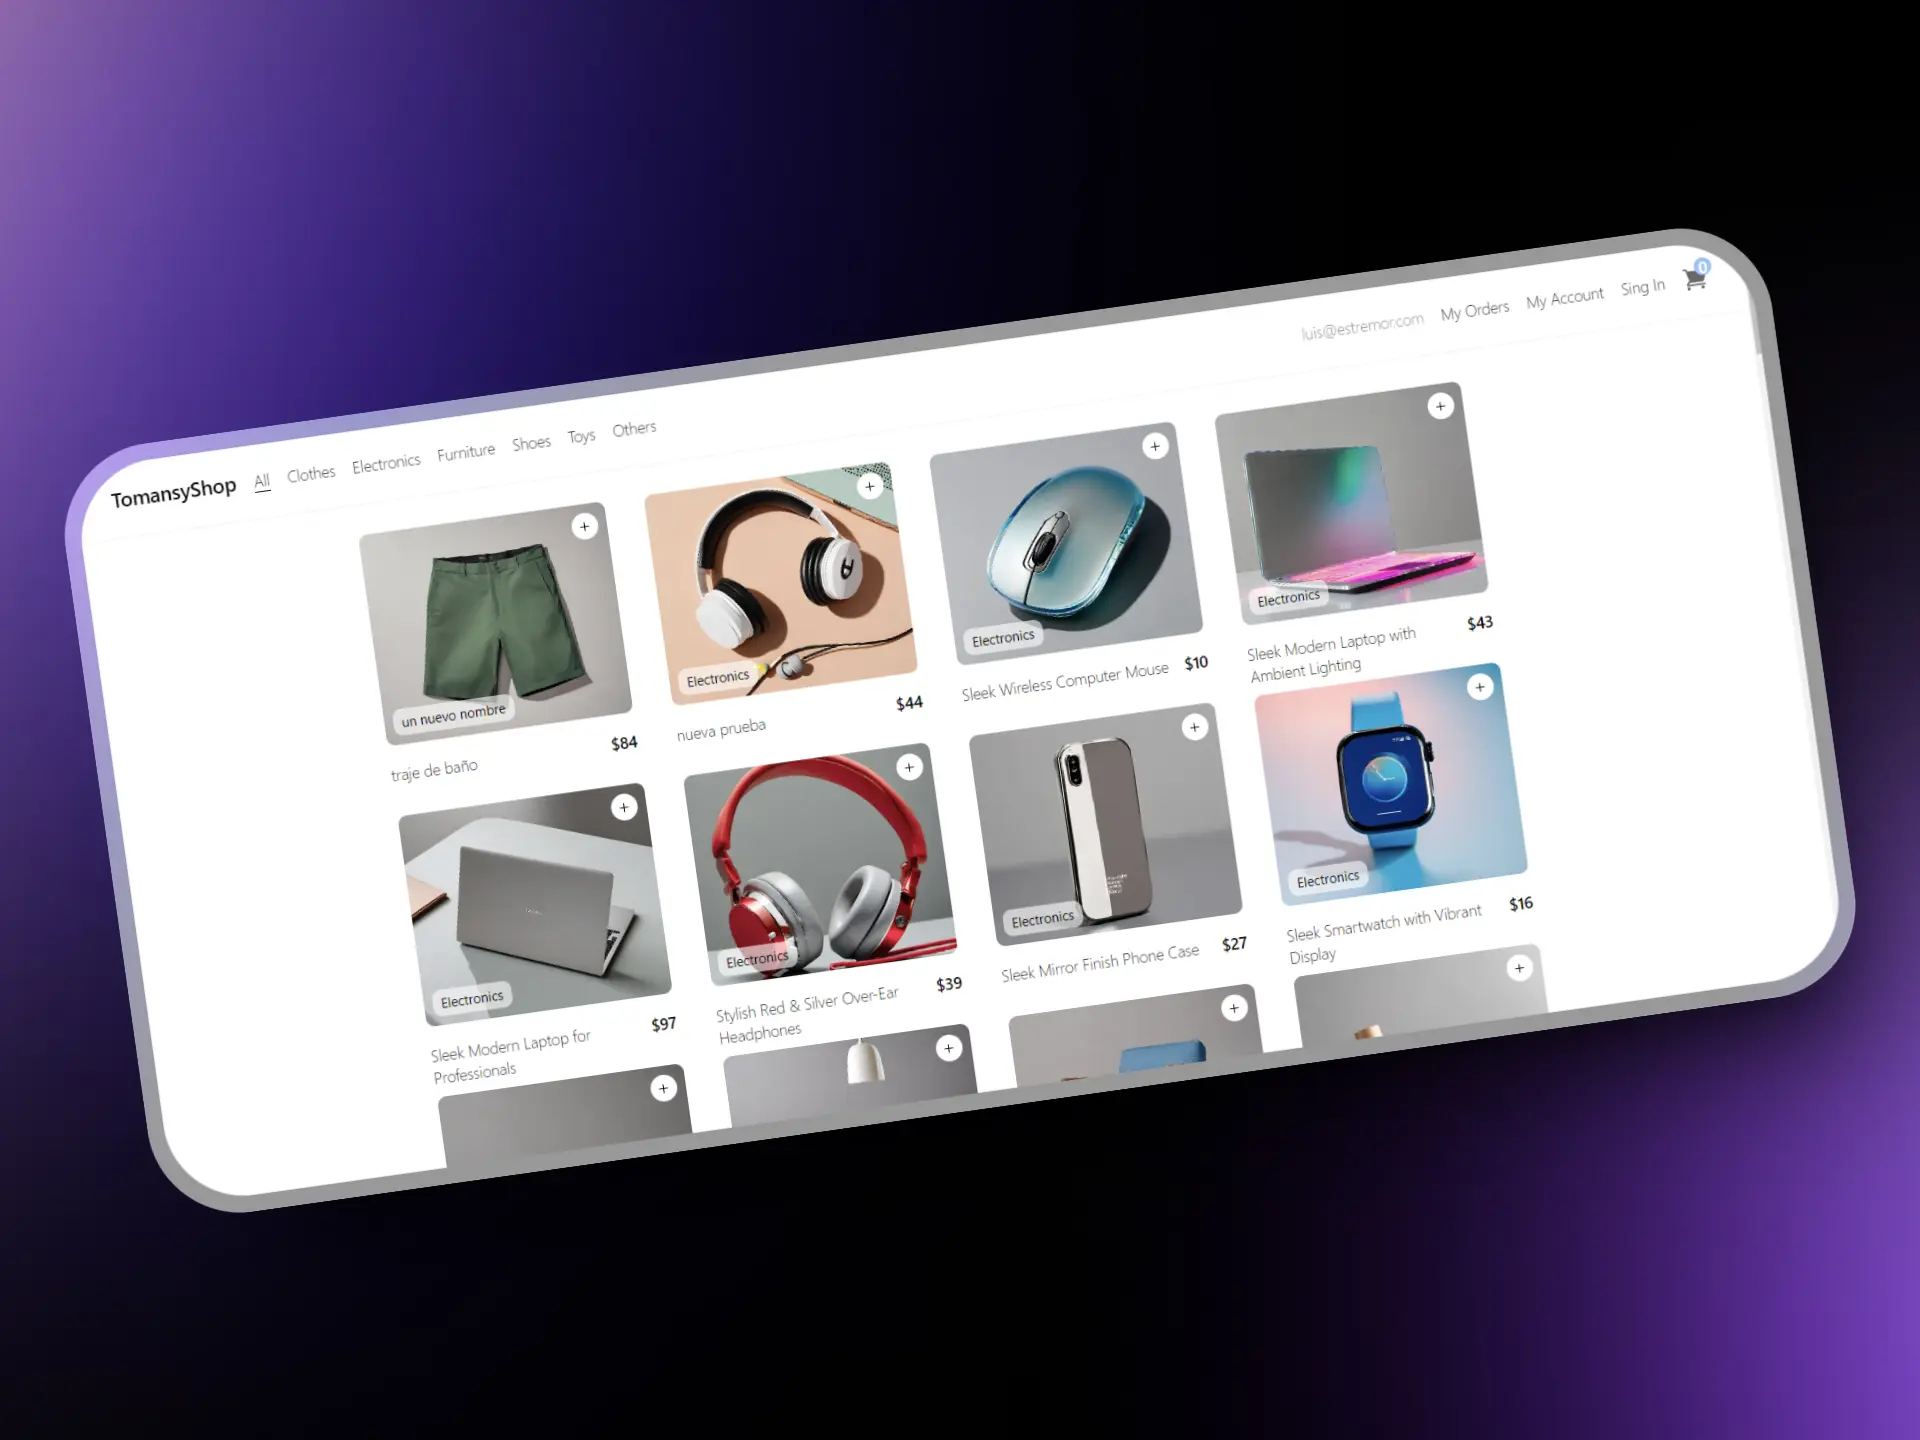 TomansyShop All Clothes Electronics Furniture Shoes Toys Others
luis@estremor.com My Orders My Account Sing In 0
un nuevo nombre
traje de baño $84
Electronics
nueva prueba $44
Electronics
Sleek Wireless Computer Mouse $10
Electronics
Sleek Modern Laptop with $43
Ambient Lighting
Electronics
Sleek Modern Laptop for $97
Professionals
Electronics
Stylish Red & Silver Over-Ear $39
Headphones
Electronics
Sleek Mirror Finish Phone Case $27
Electronics
Sleek Smartwatch with Vibrant $16
Display